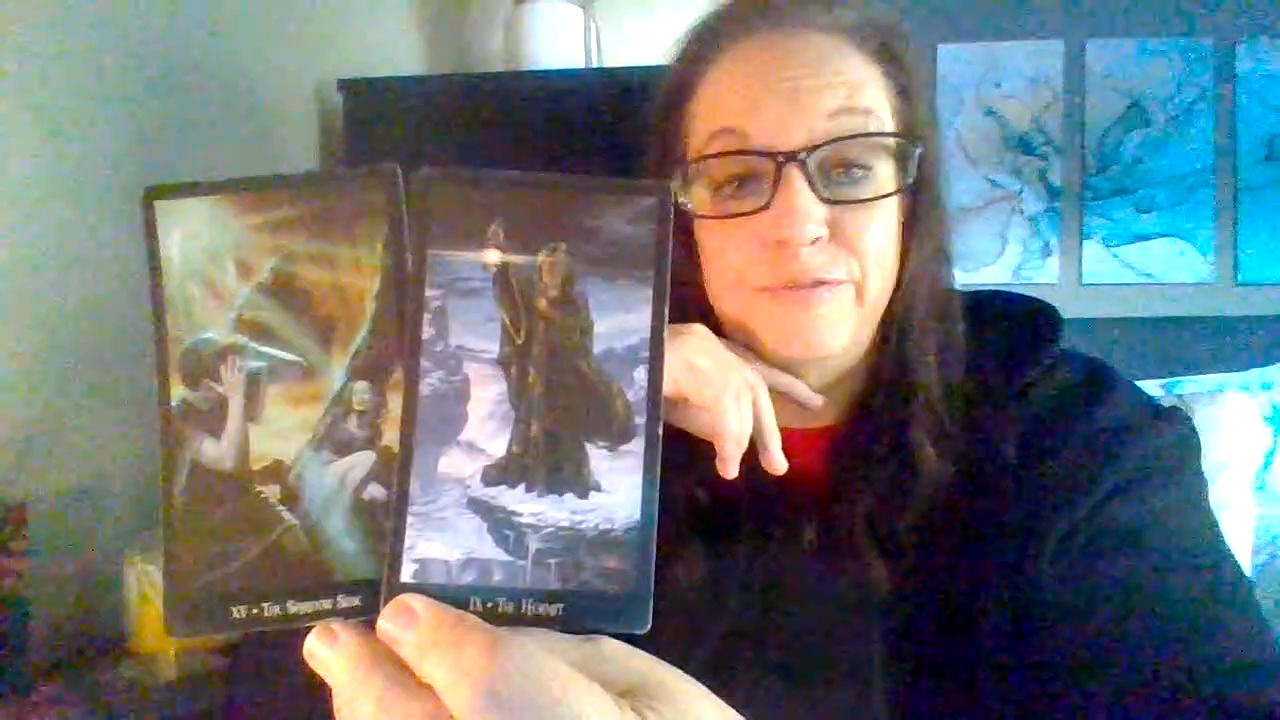 XV • The Shadow Side
IX • The Hermit